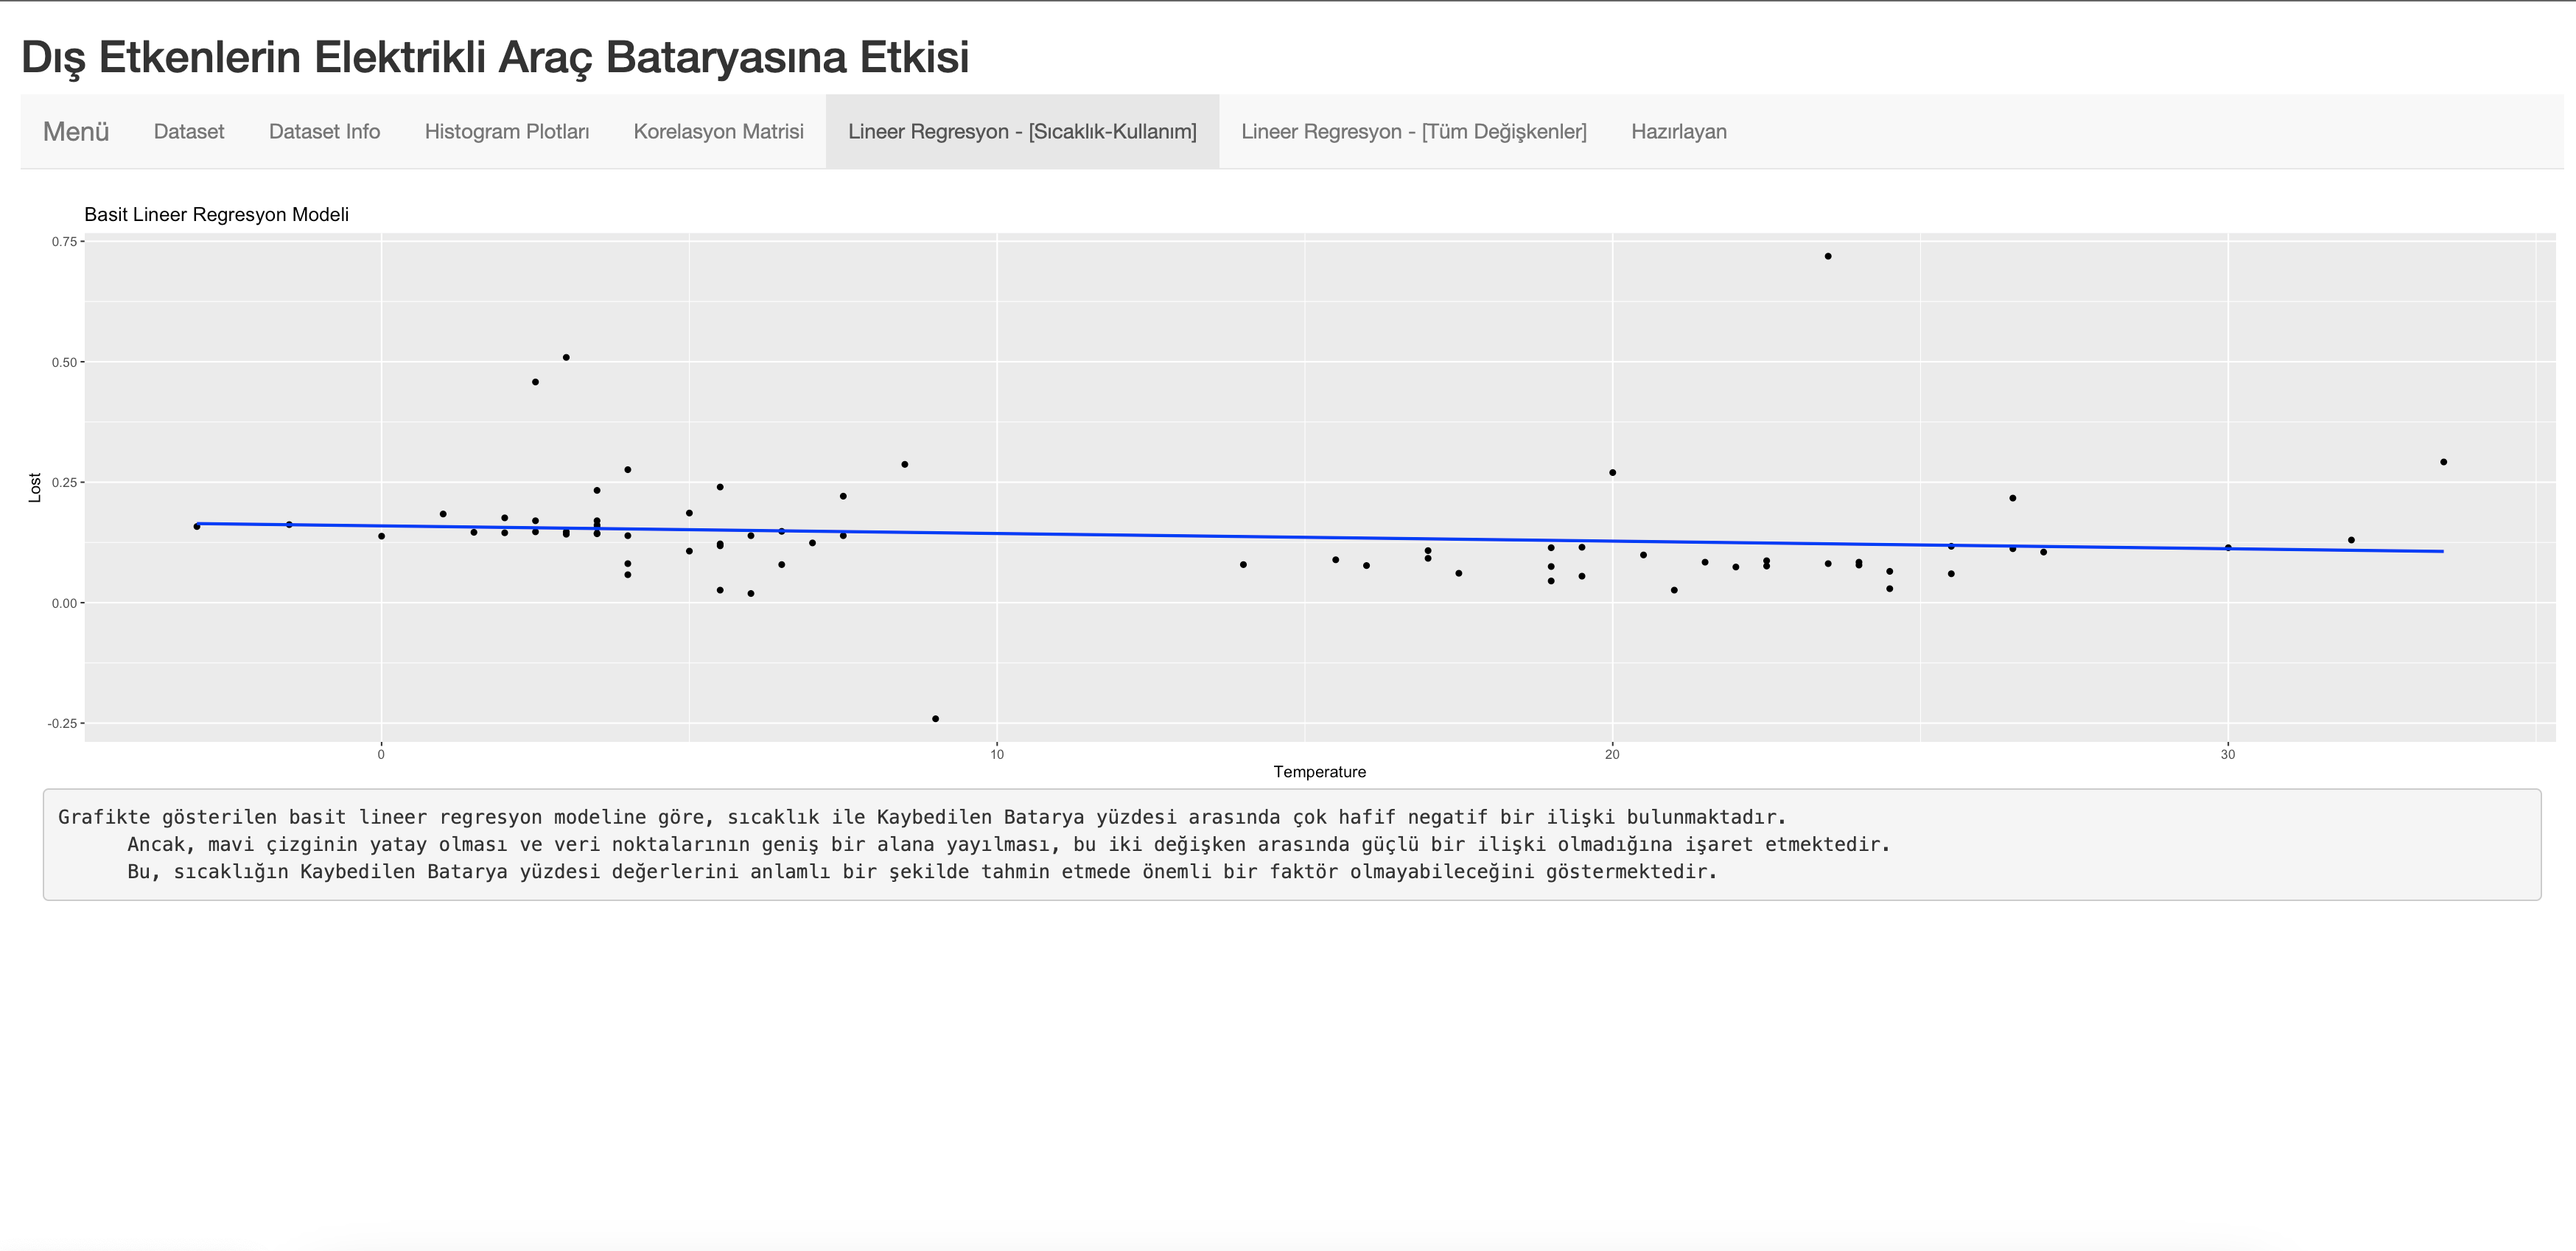 Dış Etkenlerin Elektrikli Araç Bataryasına Etkisi
Menü Dataset Dataset Info Histogram Plotları Korelasyon Matrisi Lineer Regresyon - [Sıcaklık-Kullanım] Lineer Regresyon - [Tüm Değişkenler] Hazırlayan
Basit Lineer Regresyon Modeli
0.75
0.50
0.25
0.00
-0.25
Lost
0 10 20 30
Temperature
Grafikte gösterilen basit lineer regresyon modeline göre, sıcaklık ile Kaybedilen Batarya yüzdesi arasında çok hafif negatif bir ilişki bulunmaktadır.
Ancak, mavi çizginin yatay olması ve veri noktalarının geniş bir alana yayılması, bu iki değişken arasında güçlü bir ilişki olmadığına işaret etmektedir.
Bu, sıcaklığın Kaybedilen Batarya yüzdesi değerlerini anlamlı bir şekilde tahmin etmede önemli bir faktör olmayabileceğini göstermektedir.